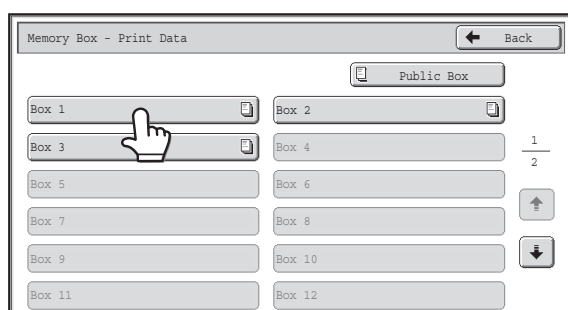 Memory Box - Print Data
Back
Public Box
Box 1
Box 2
Box 3
Box 4
1
2
Box 5
Box 6
Box 7
Box 8
Box 9
Box 10
Box 11
Box 12